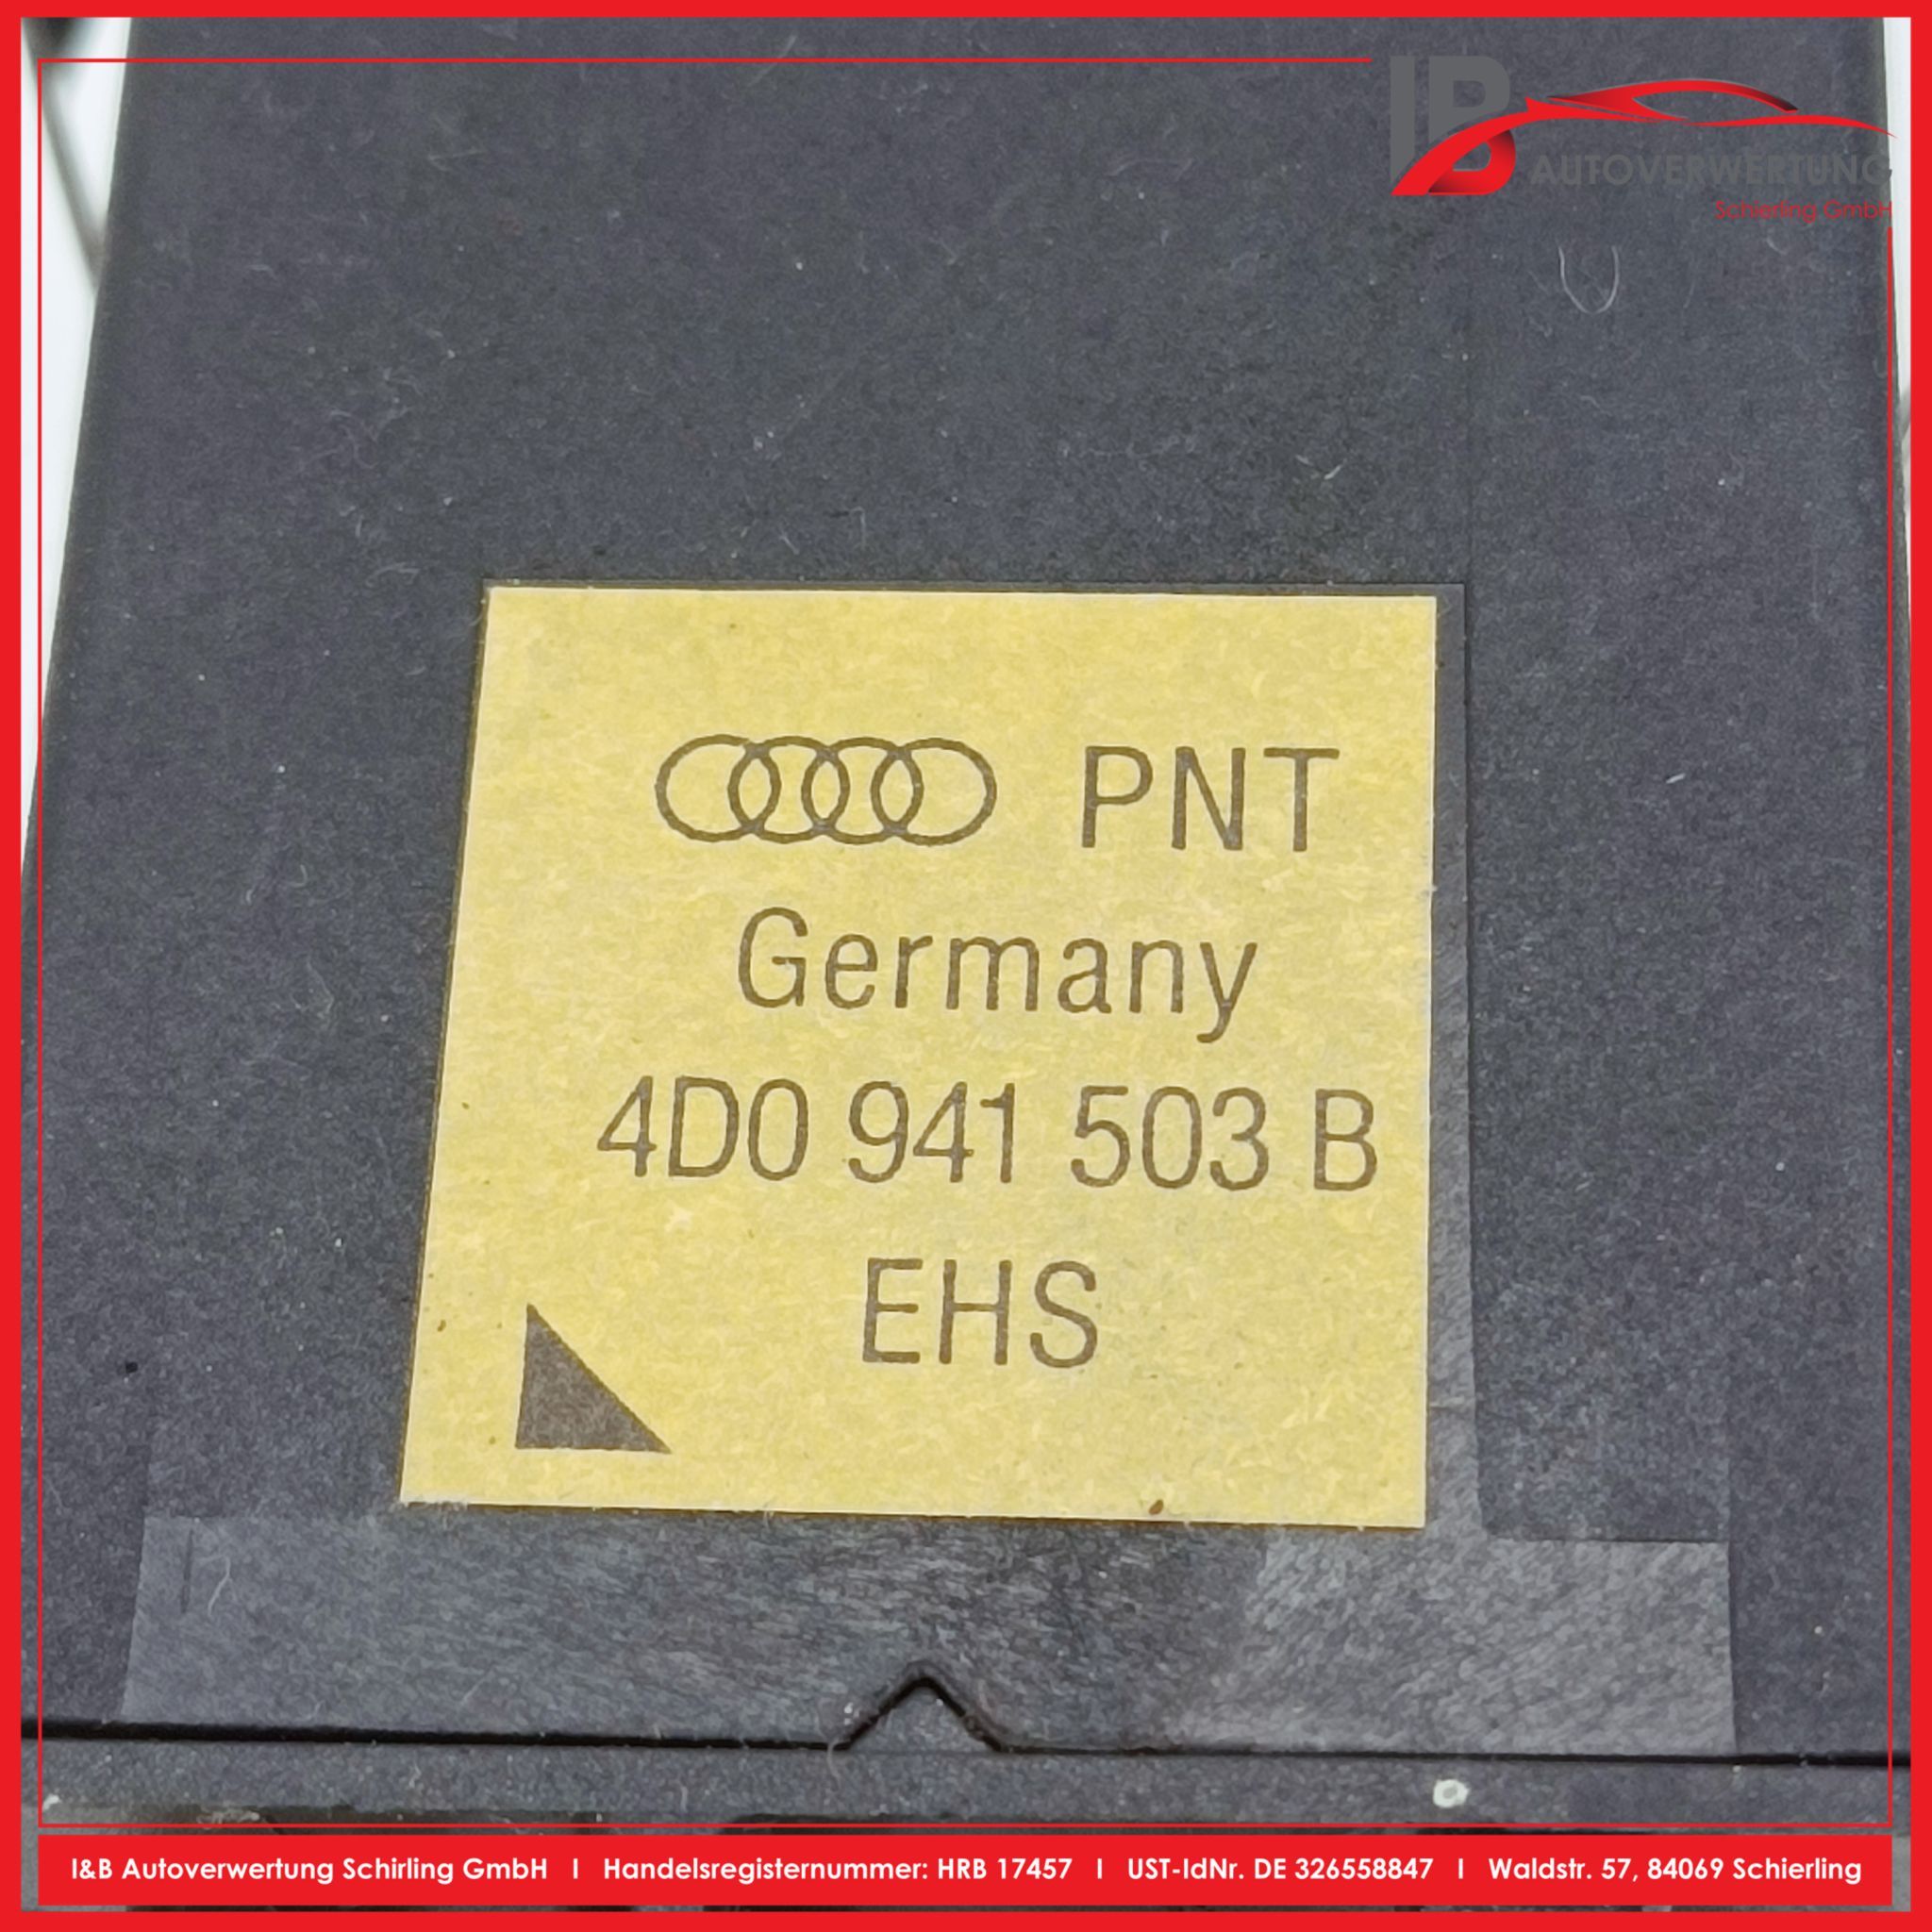 IB
AUTOVERWERTUNG
Schierling GmbH
PNT
Germany
4D0 941 503 B
EHS
I&B Autoverwertung Schirling GmbH I Handelsregisternummer: HRB 17457 I UST-IdNr. DE 326558847 I Waldstr. 57, 84069 Schierling